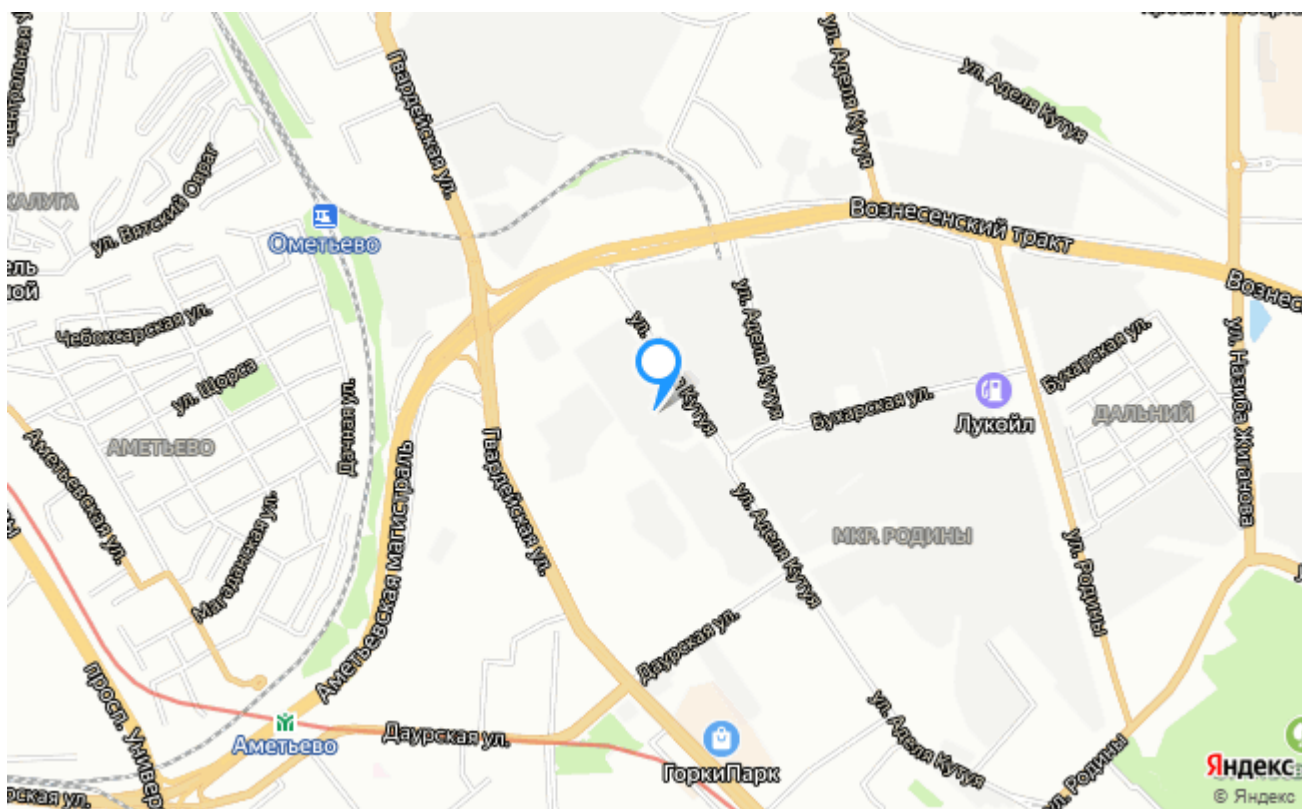 Центральная
Гвардейская ул.
ул. Аделя Кутуя
ул. Аделя Кутуя
КАЛУГА
ул. Вятский Овраг
Вознесенский тракт
Ометьево
Чебоксарская ул.
ул. Щорса
ул. Аделя Кутуя
Бухарская ул.
ул. Назиба Жиганова
Бухарская ул.
Лукойл
ДАЛЬНИЙ
АМЕТЬЕВО
Дачная ул.
Аметьевская ул.
Гвардейская ул.
Аметьевская магистраль
Магаданская ул.
ул. Аделя Кутуя
МКР. РОДИНЫ
ул. Родины
Даурская ул.
просп. Универ
Аметьево
Даурская ул.
ГоркиПарк
ул. Аделя Кутуя
ул. Родины
Яндекс
© Яндекс